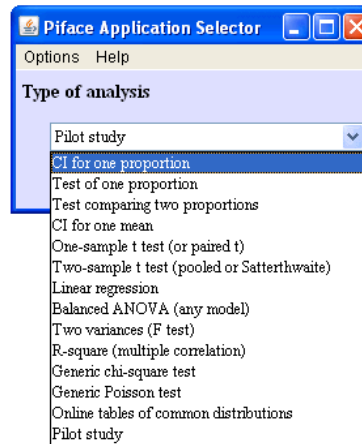 Piface Application Selector
Options Help
Type of analysis
Pilot study
CI for one proportion
Test of one proportion
Test comparing two proportions
CI for one mean
One-sample t test (or paired t)
Two-sample t test (pooled or Satterthwaite)
Linear regression
Balanced ANOVA (any model)
Two variances (F test)
R-square (multiple correlation)
Generic chi-square test
Generic Poisson test
Online tables of common distributions
Pilot study